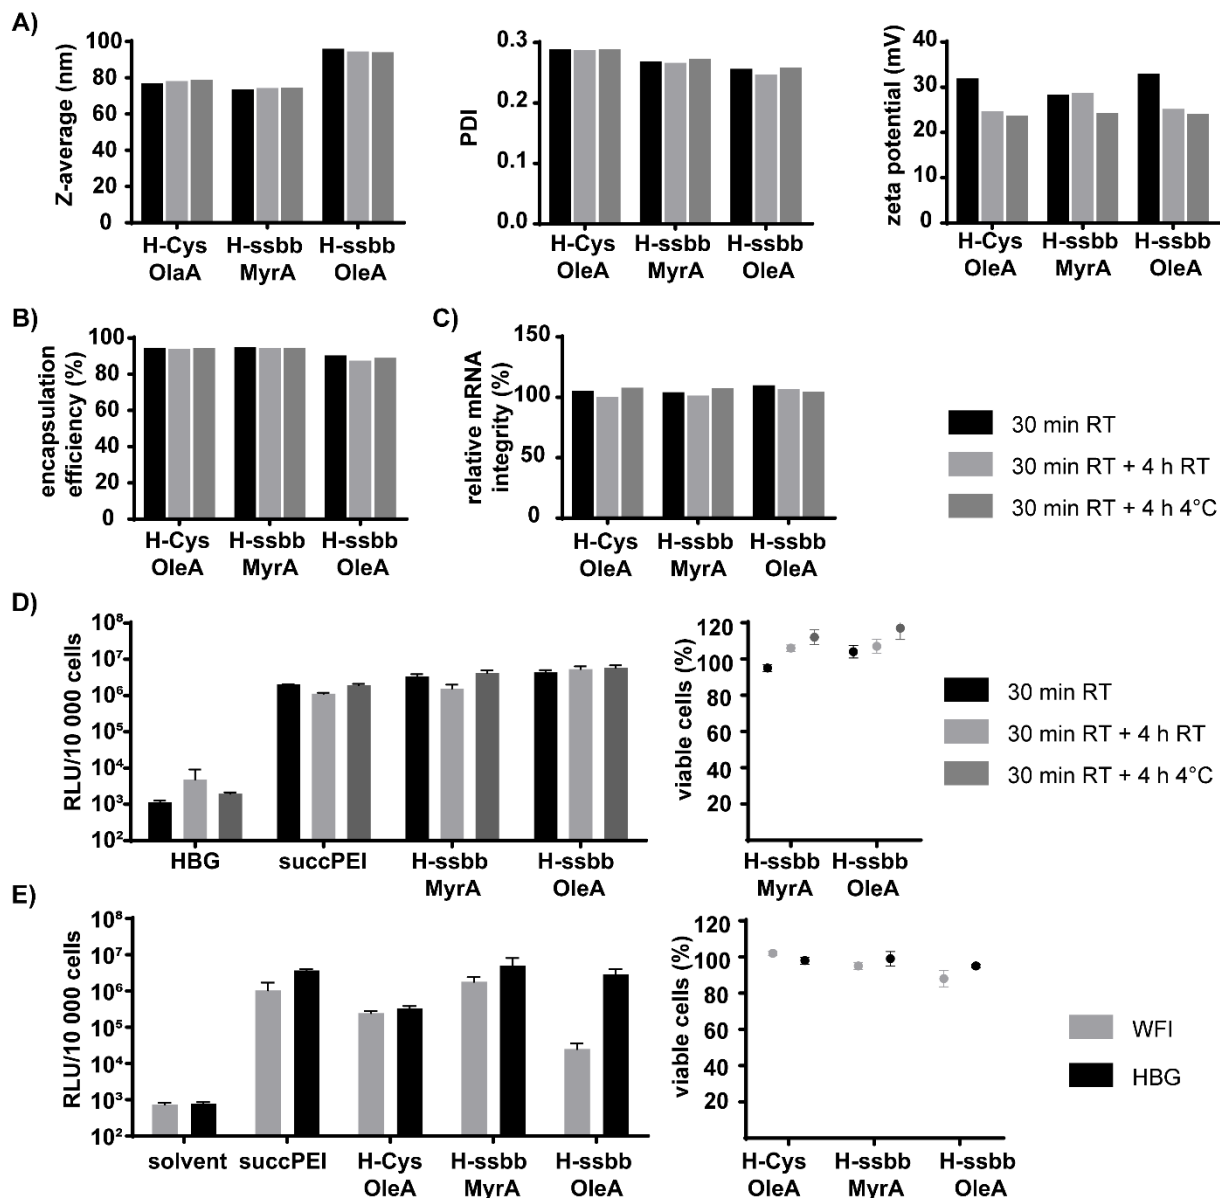 A)
Z-average (nm)
100
80
60
40
20
0
H-Cys
OlaA
H-ssbb
MyrA
H-ssbb
OleA
PDI
0.3
0.2
0.1
0.0
H-Cys
OleA
H-ssbb
MyrA
H-ssbb
OleA
zeta potential (mV)
40
30
20
10
0
H-Cys
OleA
H-ssbb
MyrA
H-ssbb
OleA
B)
encapsulation
efficiency (%)
100
80
60
40
20
0
H-Cys
OleA
H-ssbb
MyrA
H-ssbb
OleA
C)
relative mRNA
integrity (%)
150
100
50
0
H-Cys
OleA
H-ssbb
MyrA
H-ssbb
OleA
30 min RT
30 min RT + 4 h RT
30 min RT + 4 h 4°C
D)
RLU/10 000 cells
10⁸
10⁷
10⁶
10⁵
10⁴
10³
10²
HBG
succPEI
H-ssbb
MyrA
H-ssbb
OleA
viable cells (%)
120
100
80
60
40
20
H-ssbb
MyrA
H-ssbb
OleA
30 min RT
30 min RT + 4 h RT
30 min RT + 4 h 4°C
E)
RLU/10 000 cells
10⁸
10⁷
10⁶
10⁵
10⁴
10³
10²
solvent
succPEI
H-Cys
OleA
H-ssbb
MyrA
H-ssbb
OleA
viable cells (%)
120
100
80
60
40
20
H-Cys
OleA
H-ssbb
MyrA
H-ssbb
OleA
WFI
HBG